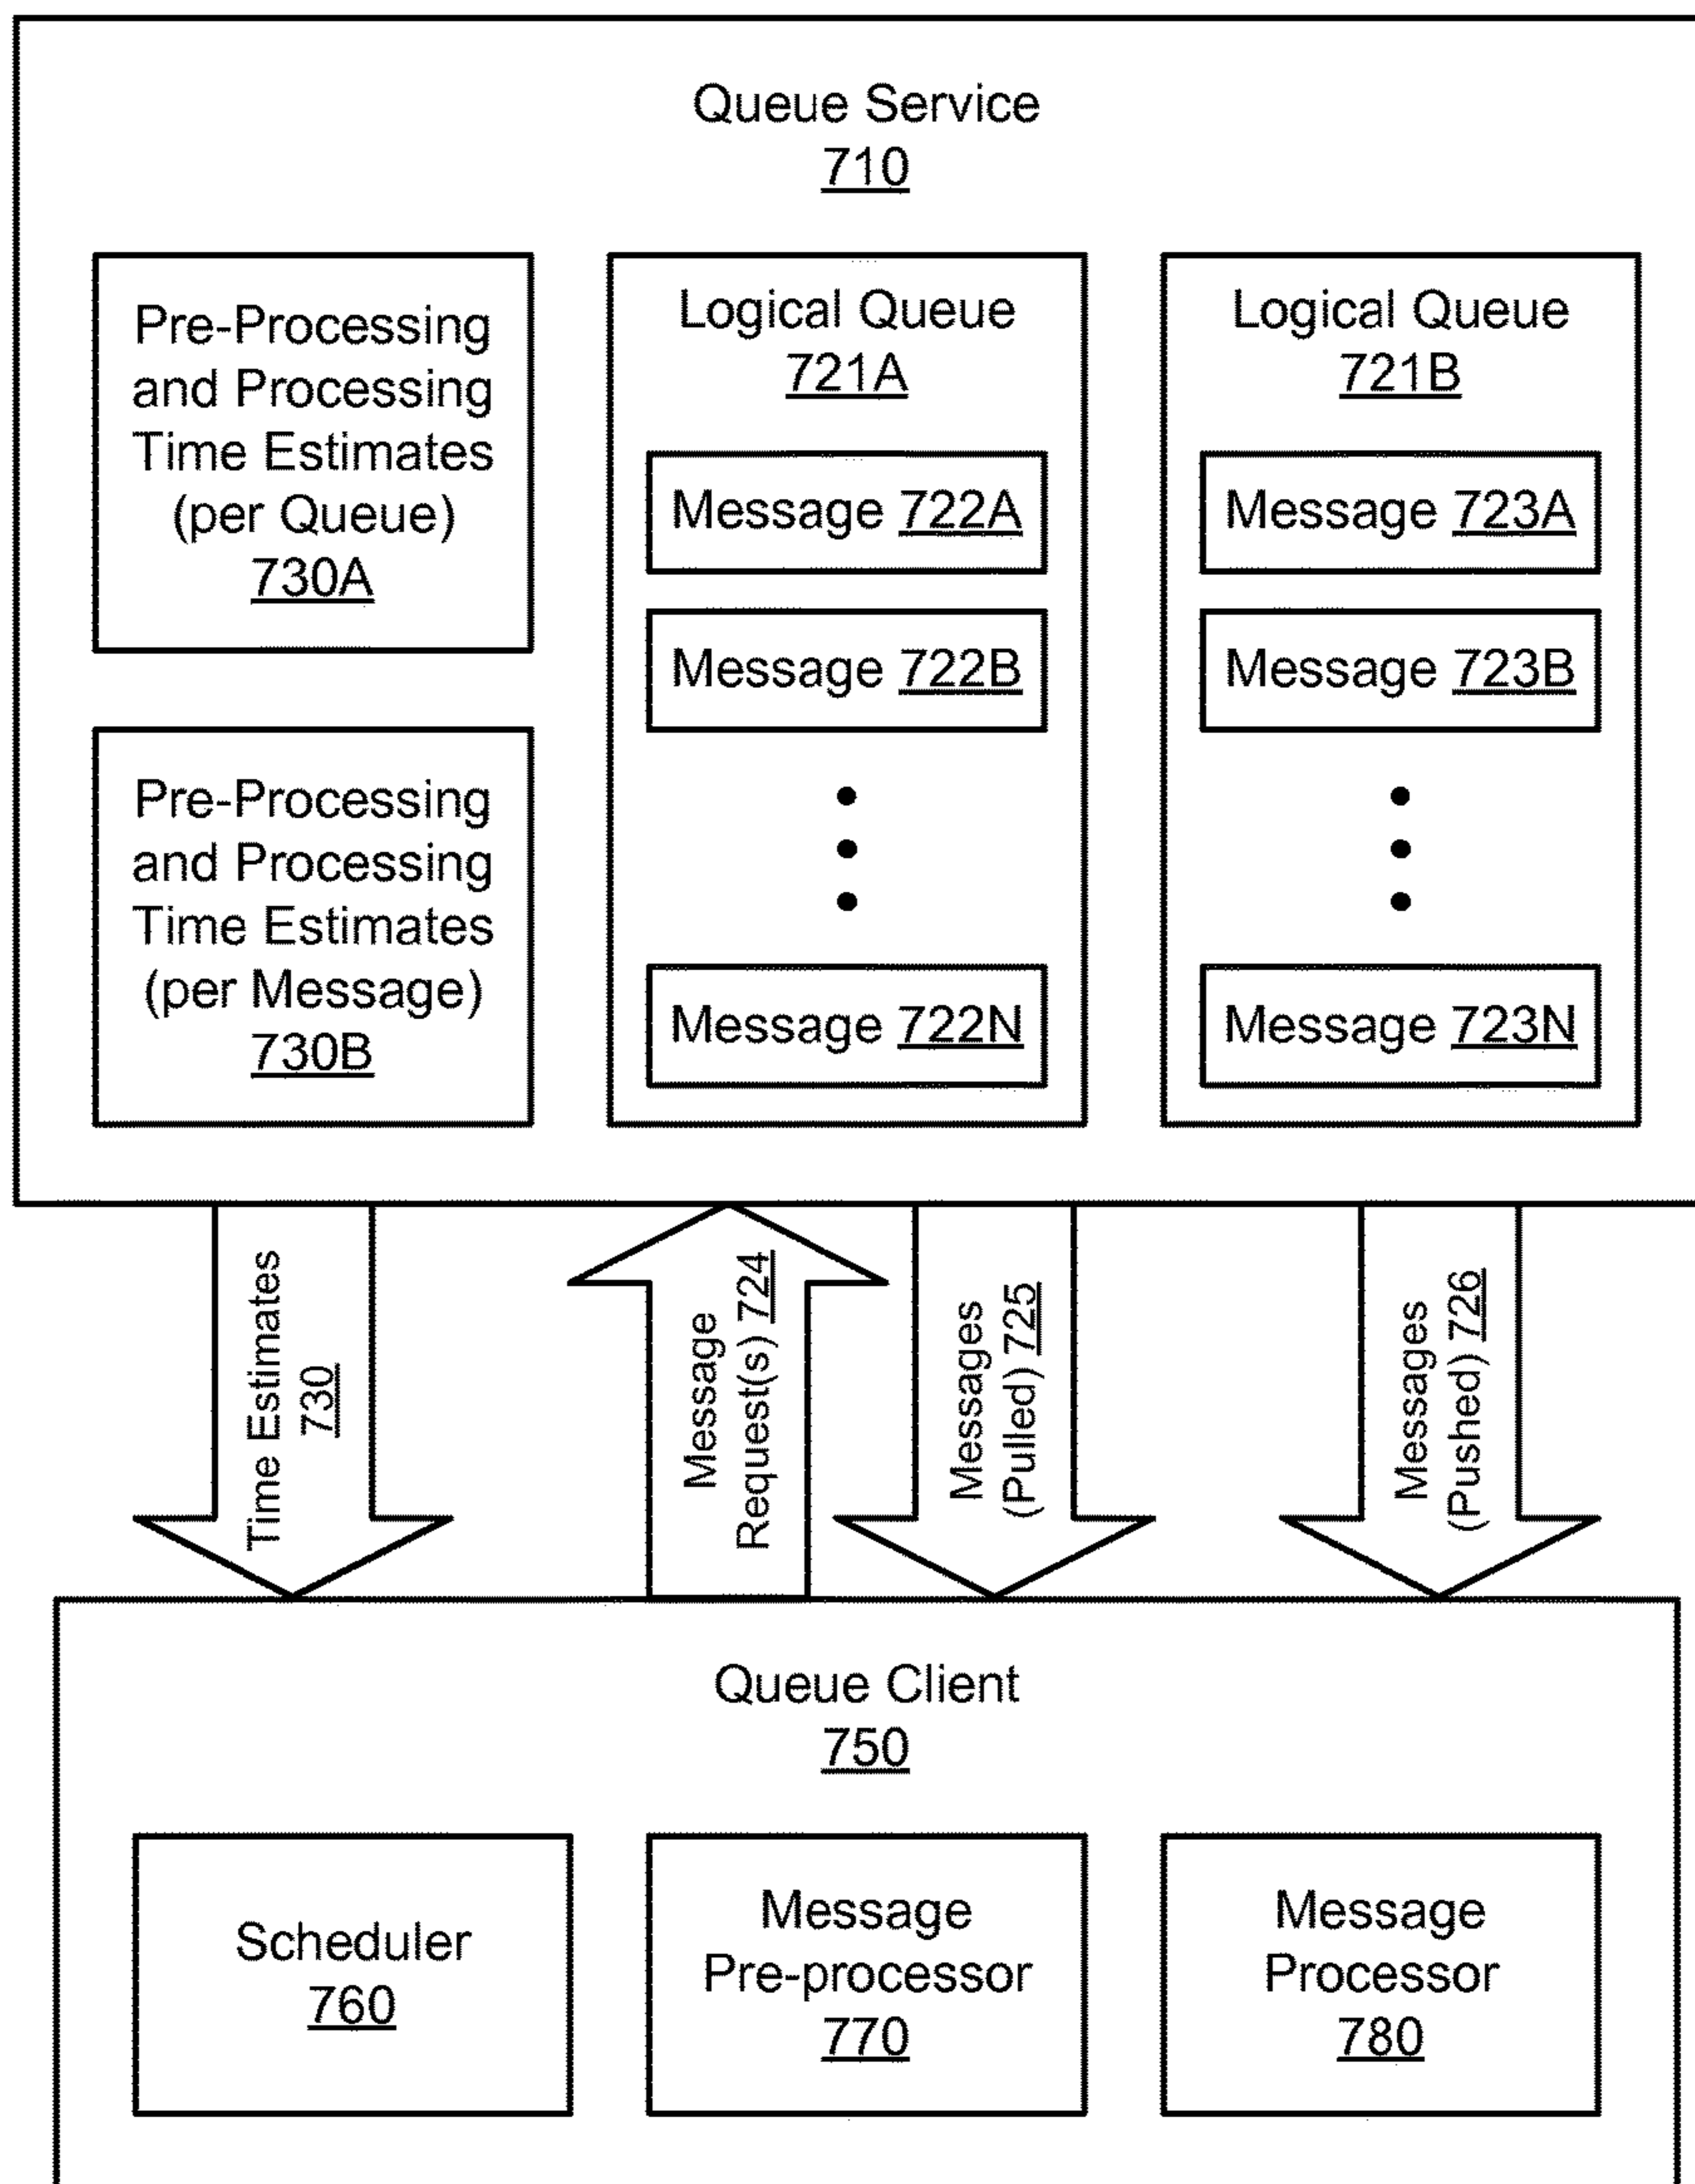 Queue Service
710
Pre-Processing
and Processing
Time Estimates
(per Queue)
730A
Pre-Processing
and Processing
Time Estimates
(per Message)
730B
Logical Queue
721A
Message 722A
Message 722B
Message 722N
Logical Queue
721B
Message 723A
Message 723B
Message 723N
Time Estimates
730
Message
Request(s) 724
Messages
(Pulled) 725
Messages
(Pushed) 726
Queue Client
750
Scheduler
760
Message
Pre-processor
770
Message
Processor
780